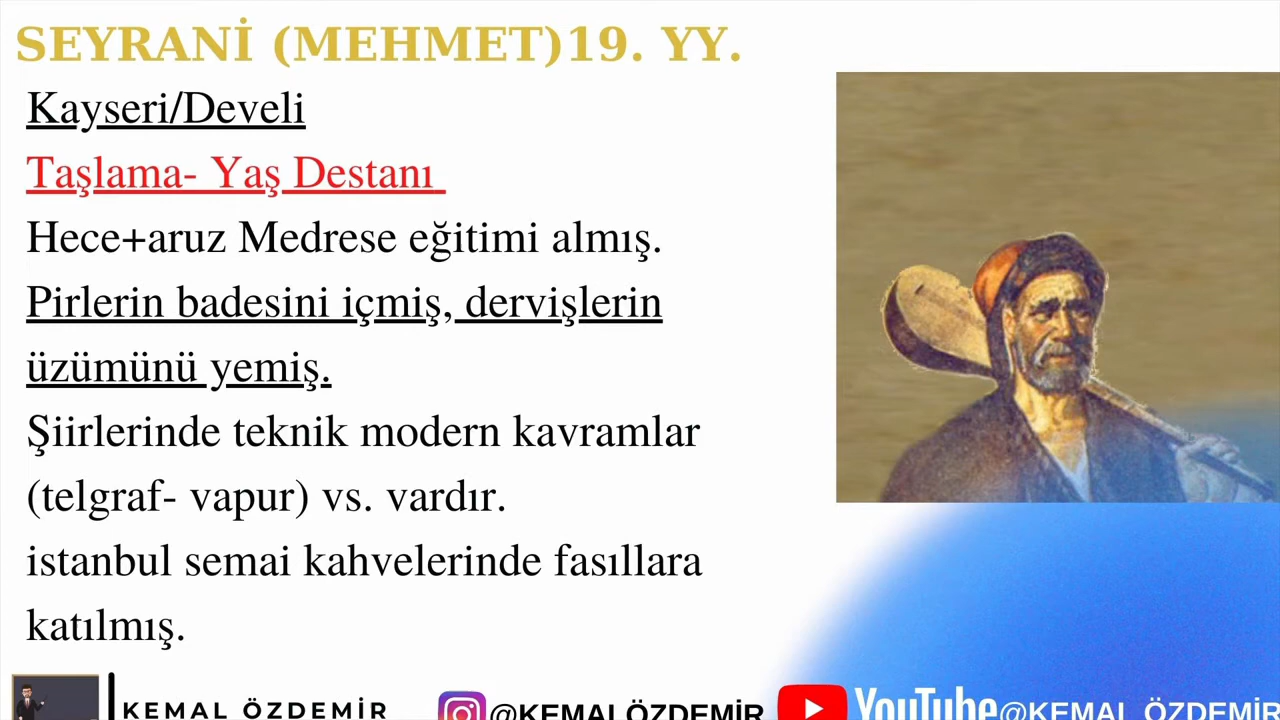 SEYRANİ (MEHMET)19. YY.
Kayseri/Develi
Taşlama- Yaş Destanı
Hece+aruz Medrese eğitimi almış.
Pirlerin badesini içmiş, dervişlerin
üzümünü yemiş.
Şiirlerinde teknik modern kavramlar
(telgraf- vapur) vs. vardır.
istanbul semai kahvelerinde fasıllara
katılmış.
KEMAL ÖZDEMİR @KEMALÖZDEMİR YouTube@KEMAL ÖZDEMİR